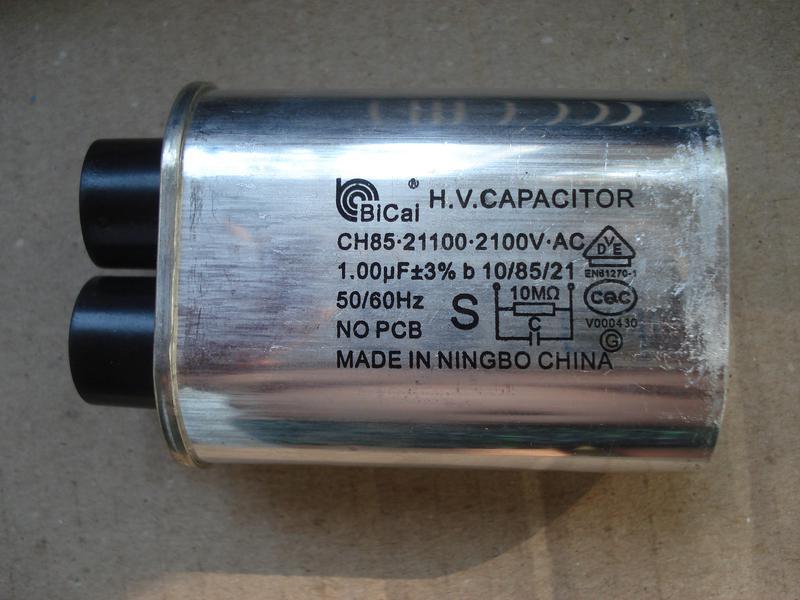 BiCai ® H.V.CAPACITOR
CH85·21100·2100V·AC
DVE
1.00μF±3% b 10/85/21
EN61270-1
50/60Hz
S
10MΩ
C
CQC
NO PCB
V000430
G
MADE IN NINGBO CHINA